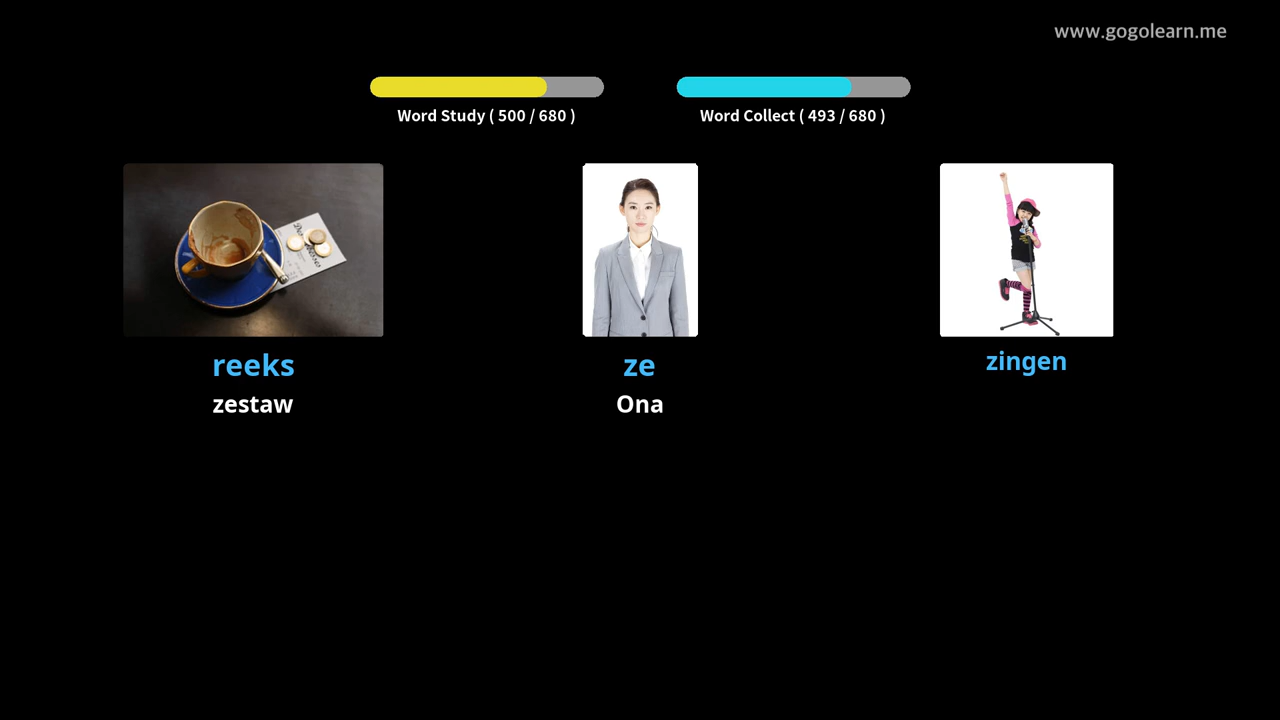 www.gogolearn.me
Word Study ( 500 / 680 )
Word Collect ( 493 / 680 )
reeks
zestaw
ze
Ona
zingen